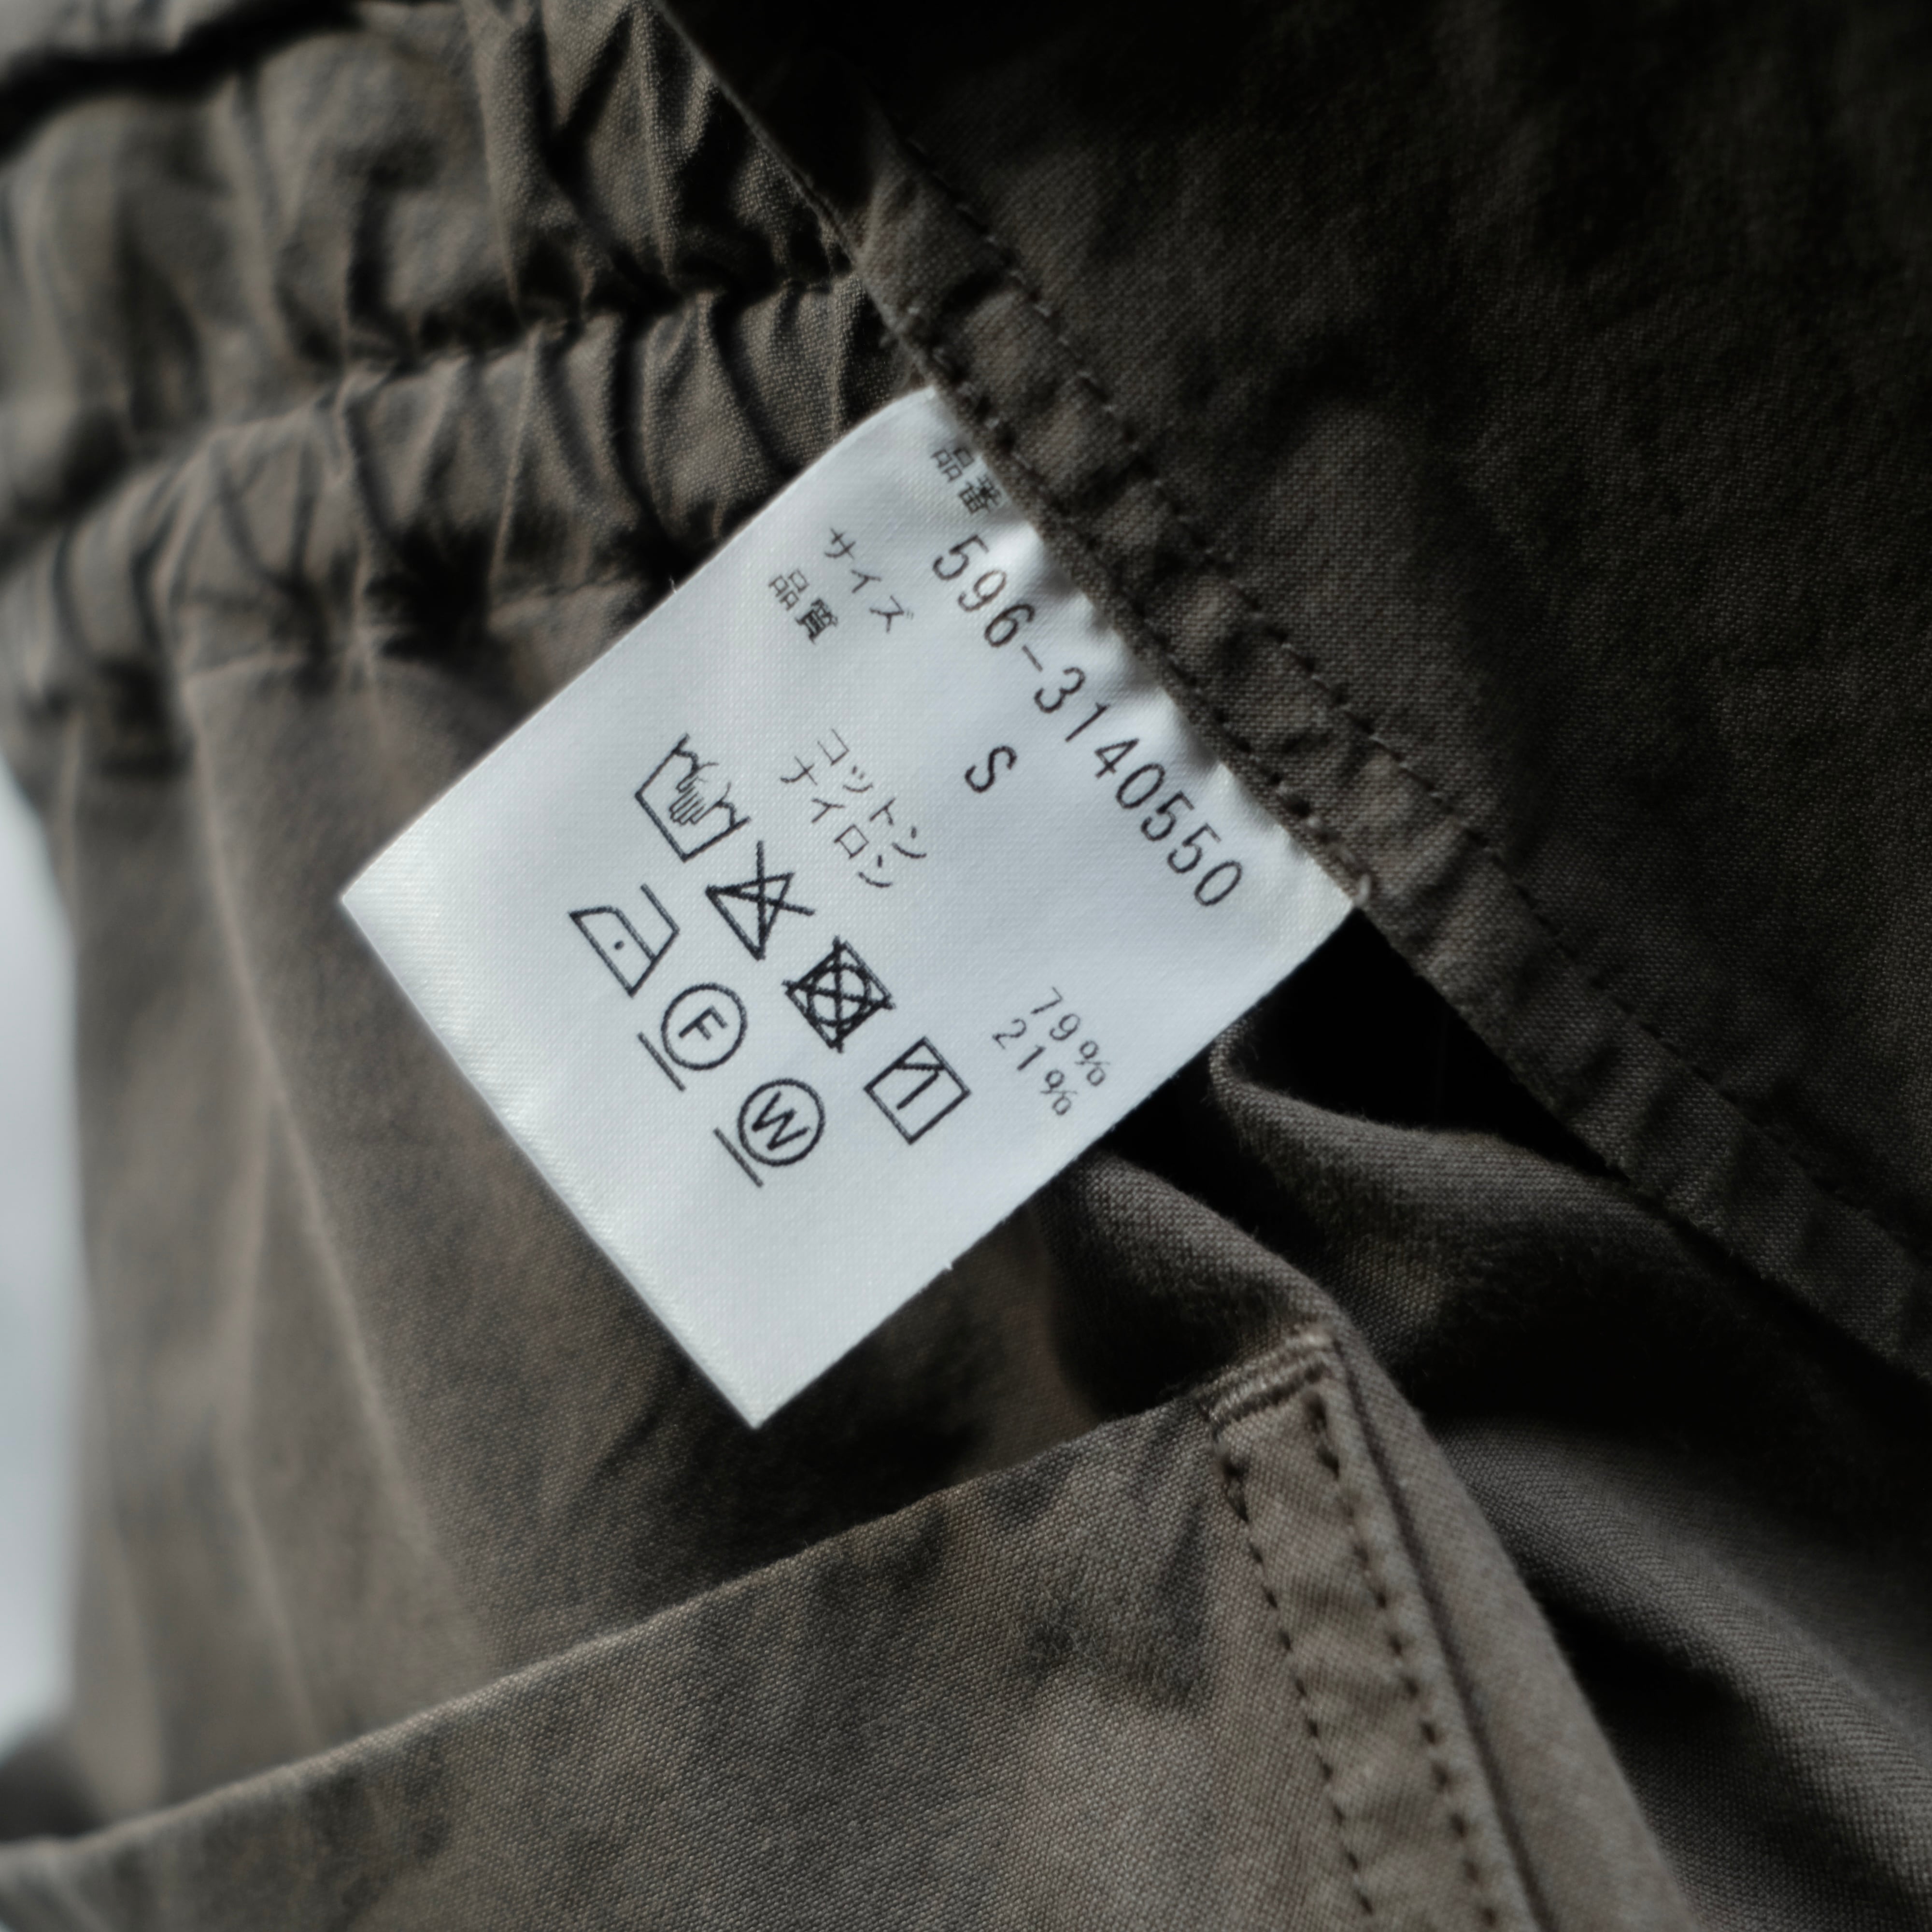 品番 596-3140550
サイズ S
品質
コットン 79%
ナイロン 21%
F
W